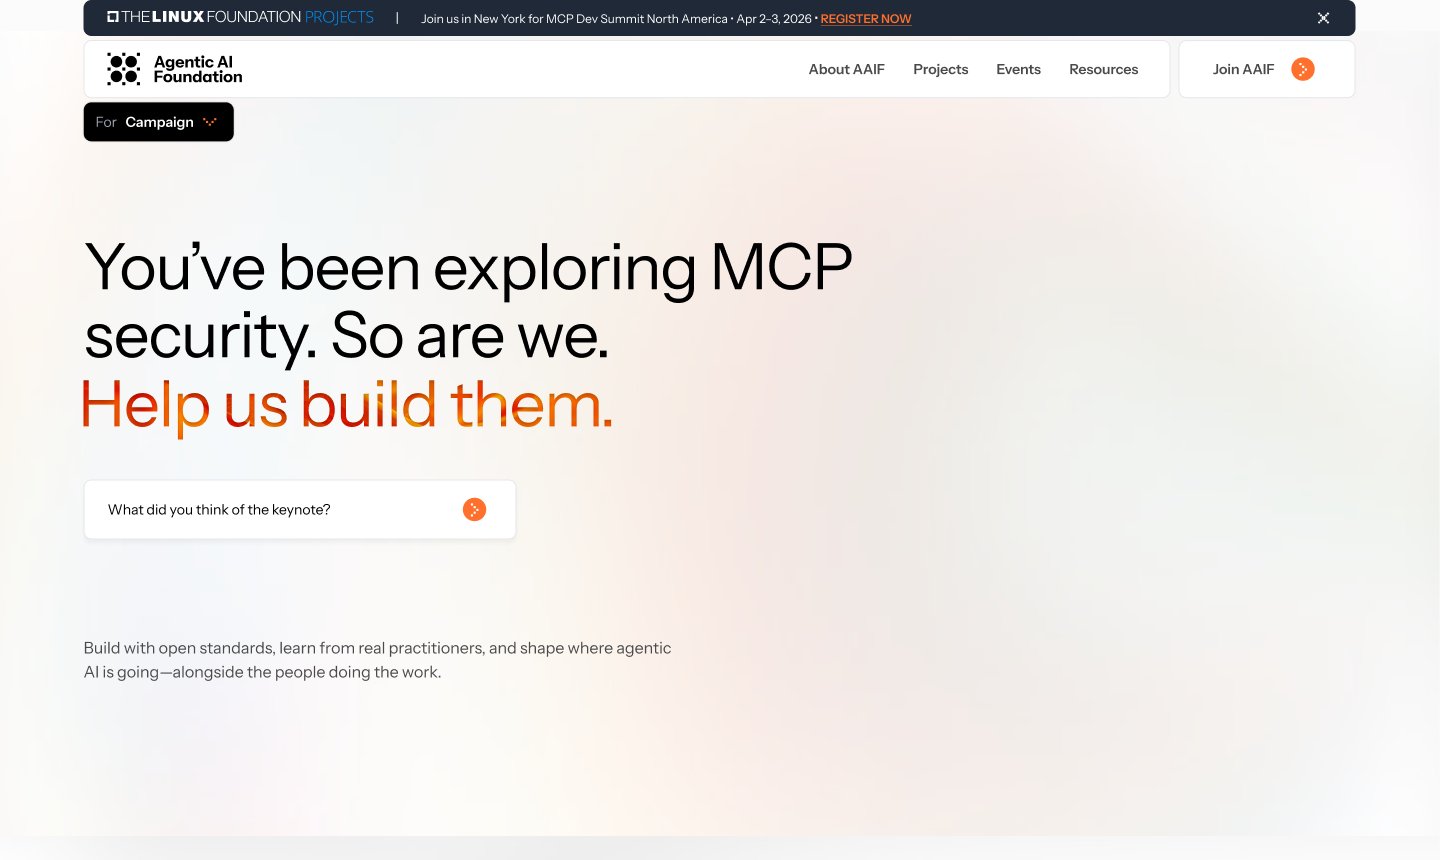 THE LINUX FOUNDATION PROJECTS | Join us in New York for MCP Dev Summit North America • Apr 2–3, 2026 • REGISTER NOW
Agentic AI
Foundation
About AAIF Projects Events Resources Join AAIF
For Campaign
You’ve been exploring MCP
security. So are we.
Help us build them.
What did you think of the keynote?
Build with open standards, learn from real practitioners, and shape where agentic
AI is going—alongside the people doing the work.